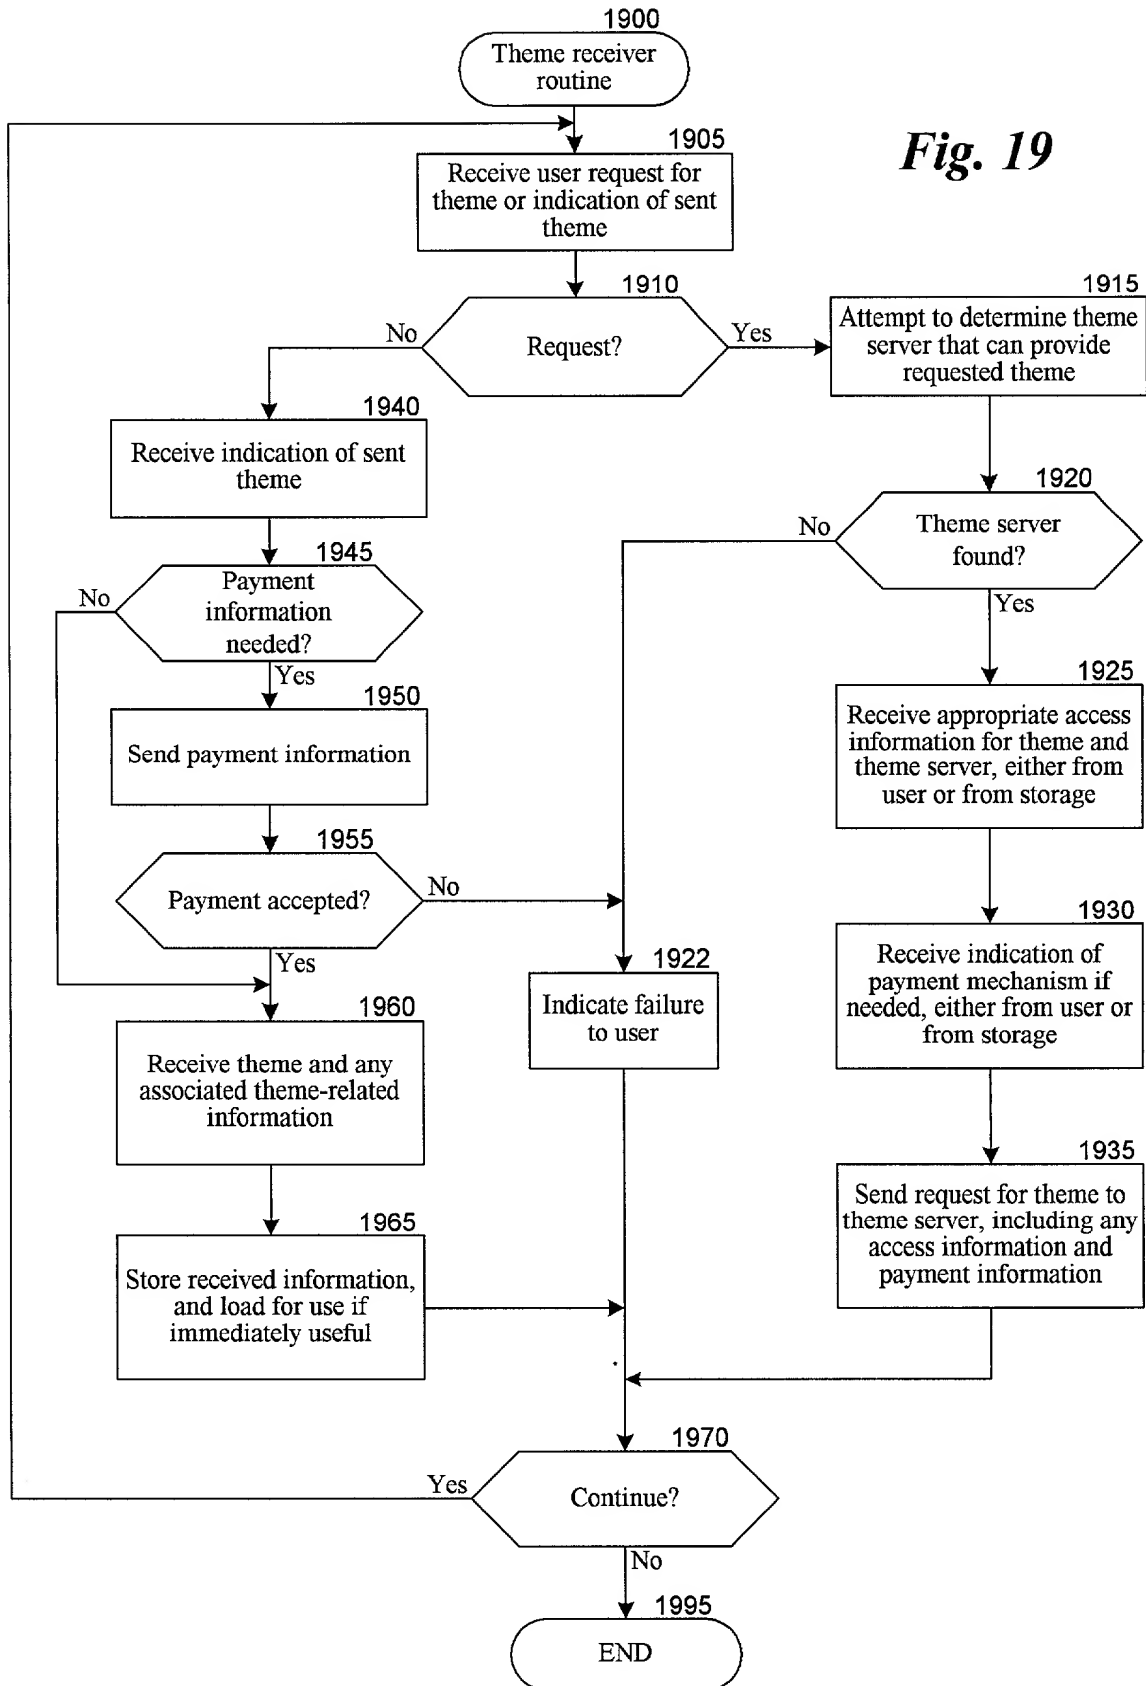 1900
Theme receiver
routine
Fig. 19
1905
Receive user request for
theme or indication of sent
theme
1910
Request?
No
Yes
1915
Attempt to determine theme
server that can provide
requested theme
1940
Receive indication of sent
theme
1920
Theme server
found?
No
Yes
1945
Payment
information
needed?
No
Yes
1925
Receive appropriate access
information for theme and
theme server, either from
user or from storage
1950
Send payment information
1955
Payment accepted?
No
Yes
1930
Receive indication of
payment mechanism if
needed, either from user or
from storage
1922
Indicate failure
to user
1960
Receive theme and any
associated theme-related
information
1935
Send request for theme to
theme server, including any
access information and
payment information
1965
Store received information,
and load for use if
immediately useful
1970
Continue?
Yes
No
1995
END